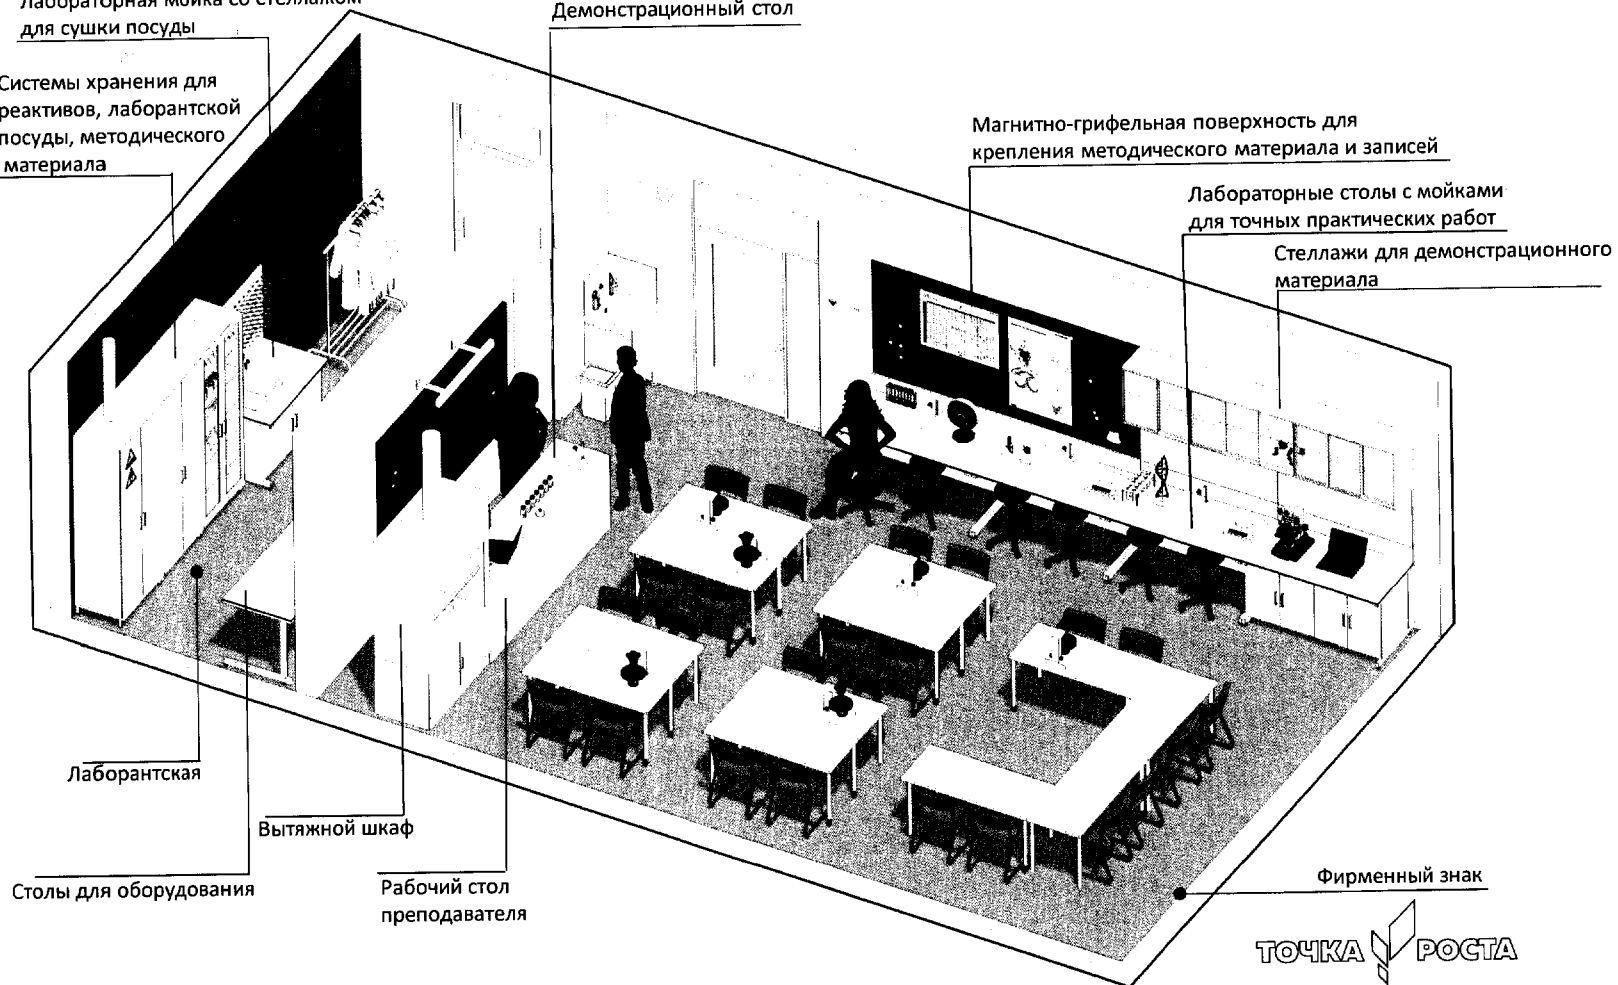 Лабораторная мойка со стеллажом
для сушки посуды
Демонстрационный стол
Системы хранения для
реактивов, лаборантской
посуды, методического
материала
Магнитно-грифельная поверхность для
крепления методического материала и записей
Лабораторные столы с мойками
для точных практических работ
Стеллажи для демонстрационного
материала
Лаборантская
Вытяжной шкаф
Столы для оборудования
Рабочий стол
преподавателя
Фирменный знак
ТОЧКА РОСТА